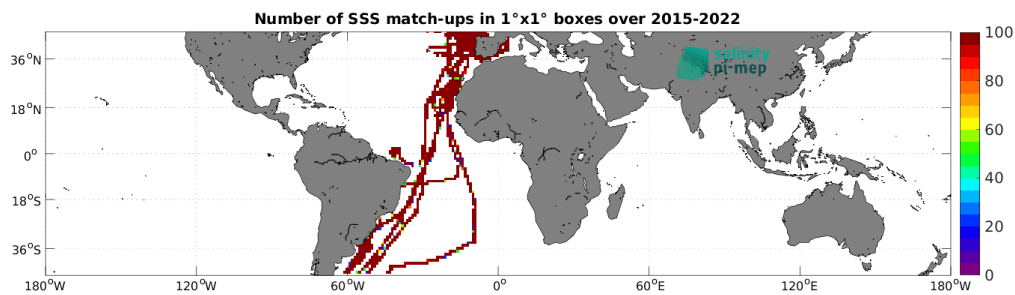 Number of SSS match-ups in 1°x1° boxes over 2015-2022
36°N
18°N
0°
18°S
36°S
180°W 120°W 60°W 0° 60°E 120°E 180°W
salinity
pi-mep
100
80
60
40
20
0